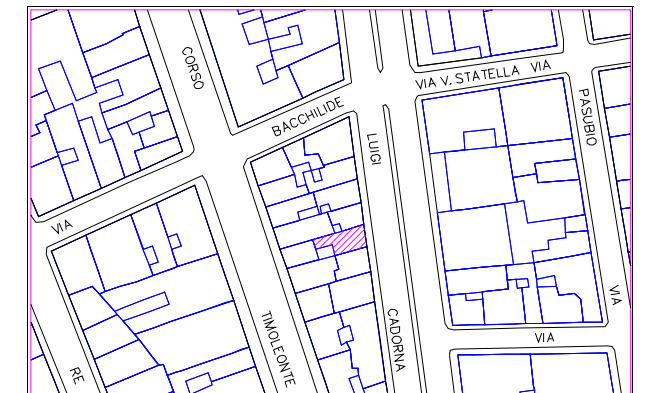 CORSO
VIA V. STATELLA VIA
BACCHILIDE
PASUBIO
LUIGI
VIA
VIA
TIMOLEONTE
CADORNA
VIA
RE